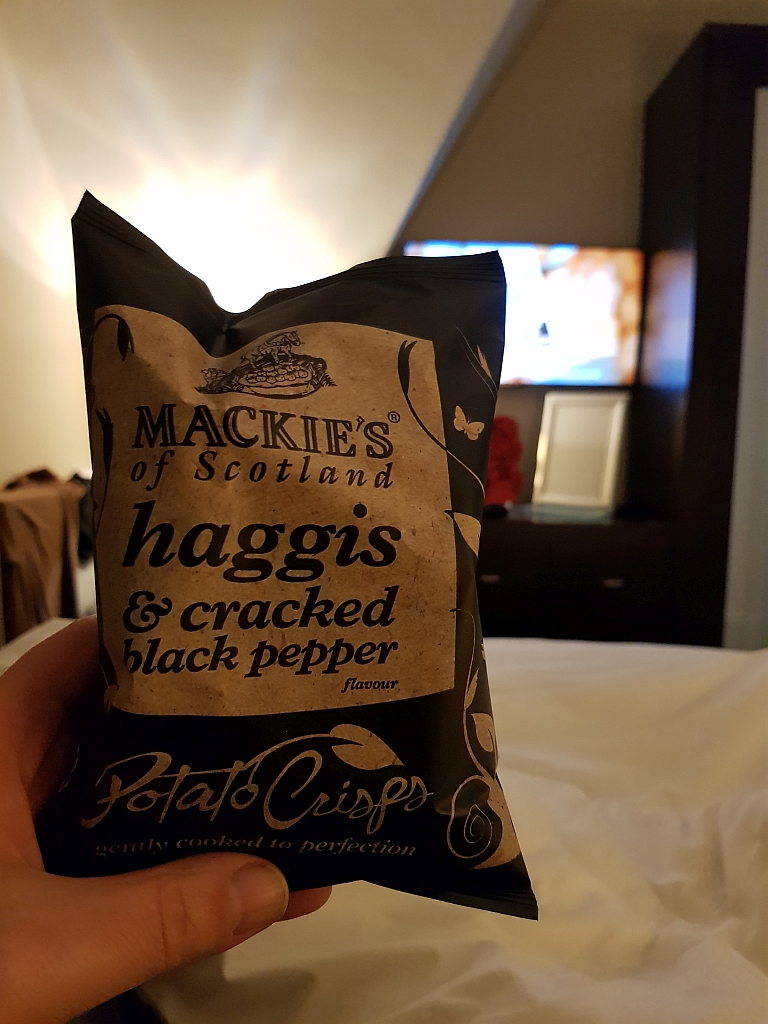 MACKIE'S®
of Scotland
haggis
& cracked
black pepper
flavour
Potato Crisps
gently cooked to perfection